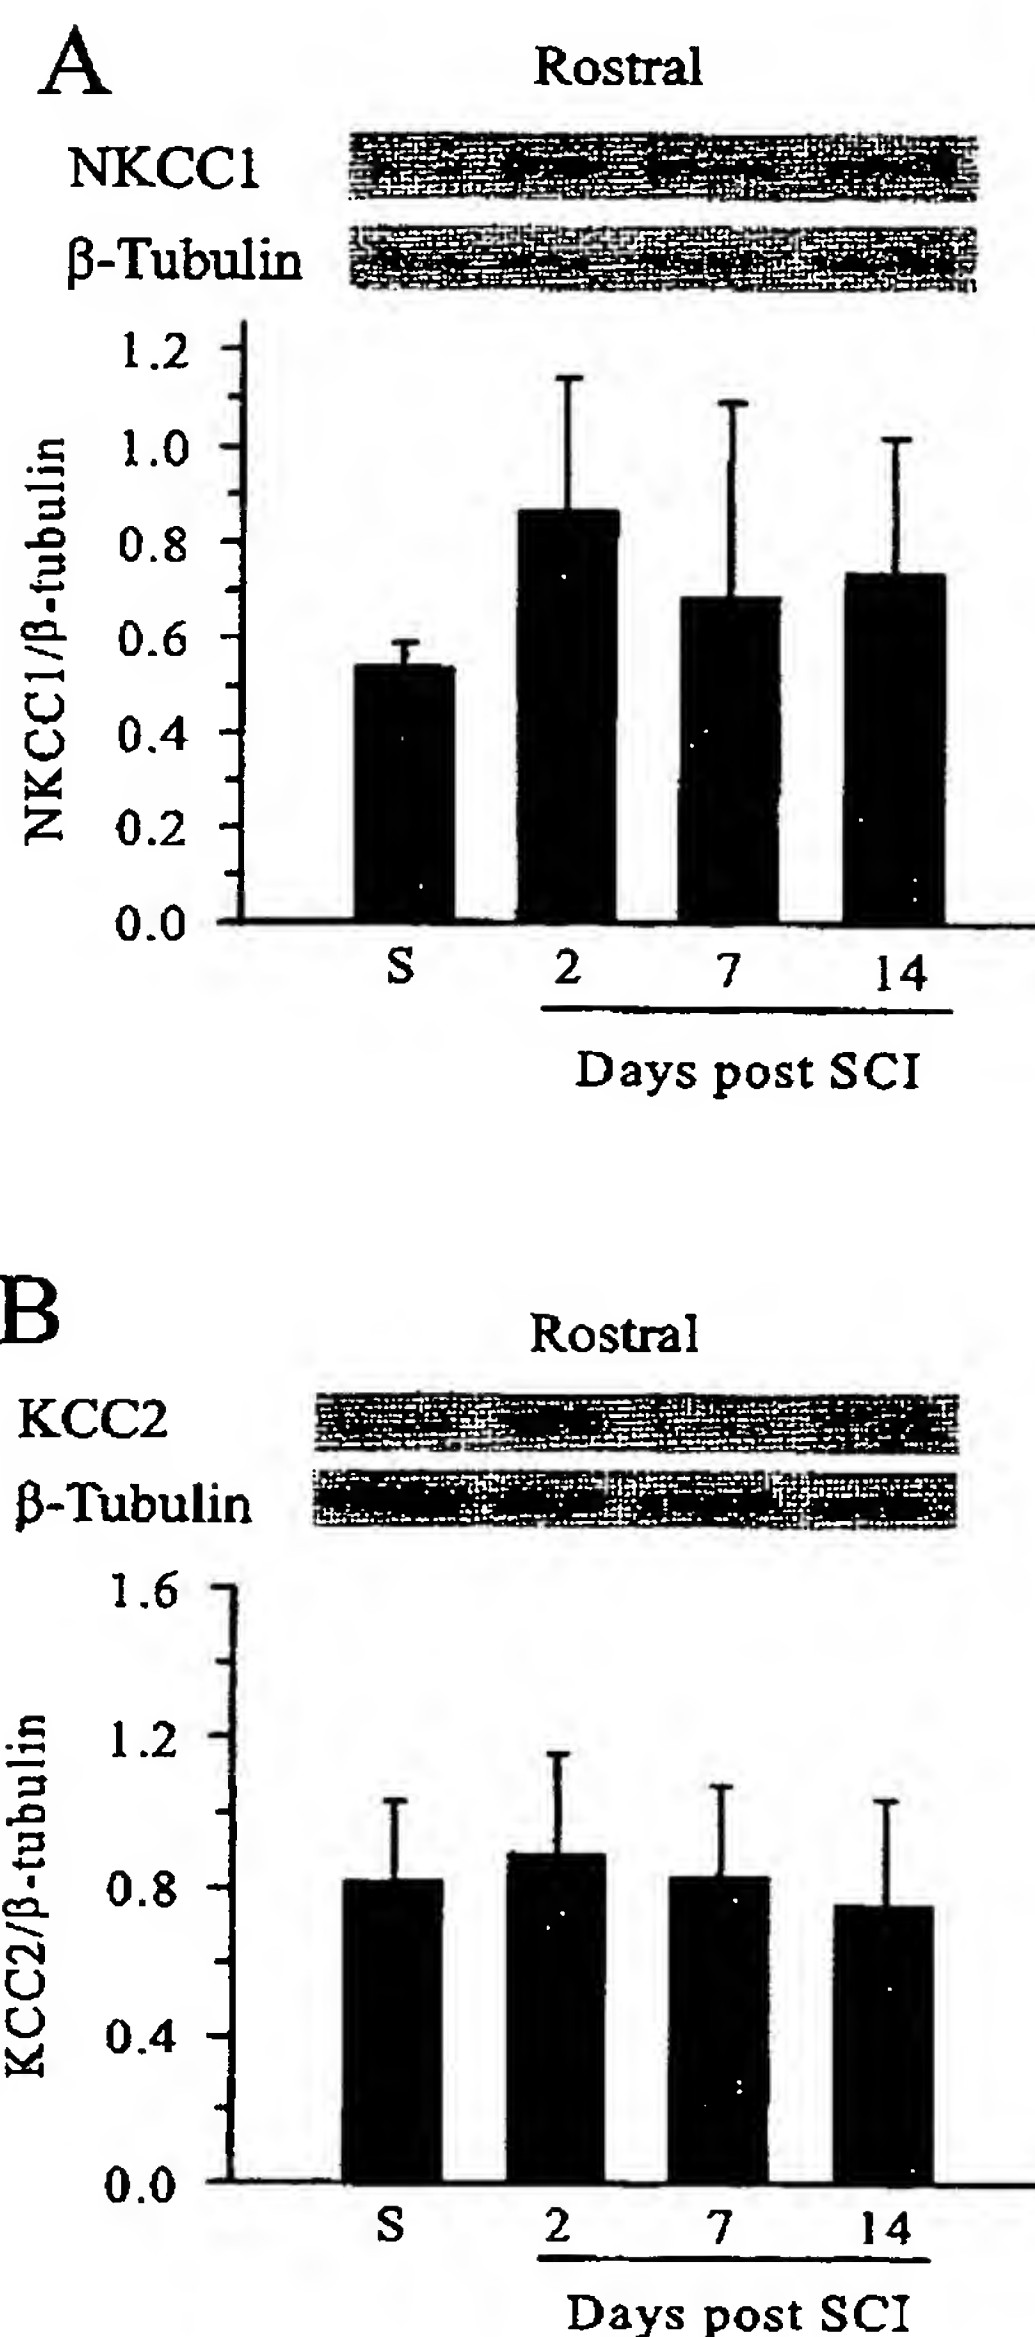 A
Rostral
NKCC1
β-Tubulin
1.2
1.0
0.8
0.6
0.4
0.2
0.0
NKCC1/β-tubulin
S 2 7 14
Days post SCI
B
Rostral
KCC2
β-Tubulin
1.6
1.2
0.8
0.4
0.0
KCC2/β-tubulin
S 2 7 14
Days post SCI